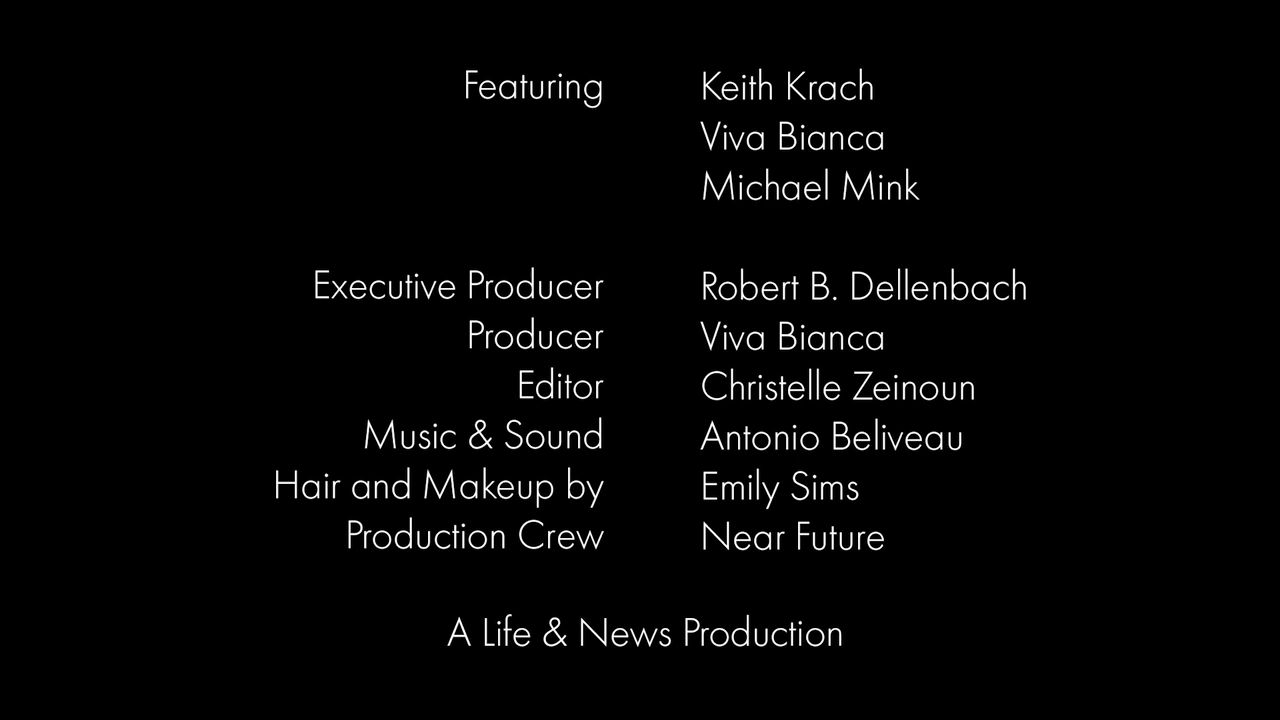 Featuring Keith Krach
Viva Bianca
Michael Mink
Executive Producer Robert B. Dellenbach
Producer Viva Bianca
Editor Christelle Zeinoun
Music & Sound Antonio Beliveau
Hair and Makeup by Emily Sims
Production Crew Near Future
A Life & News Production